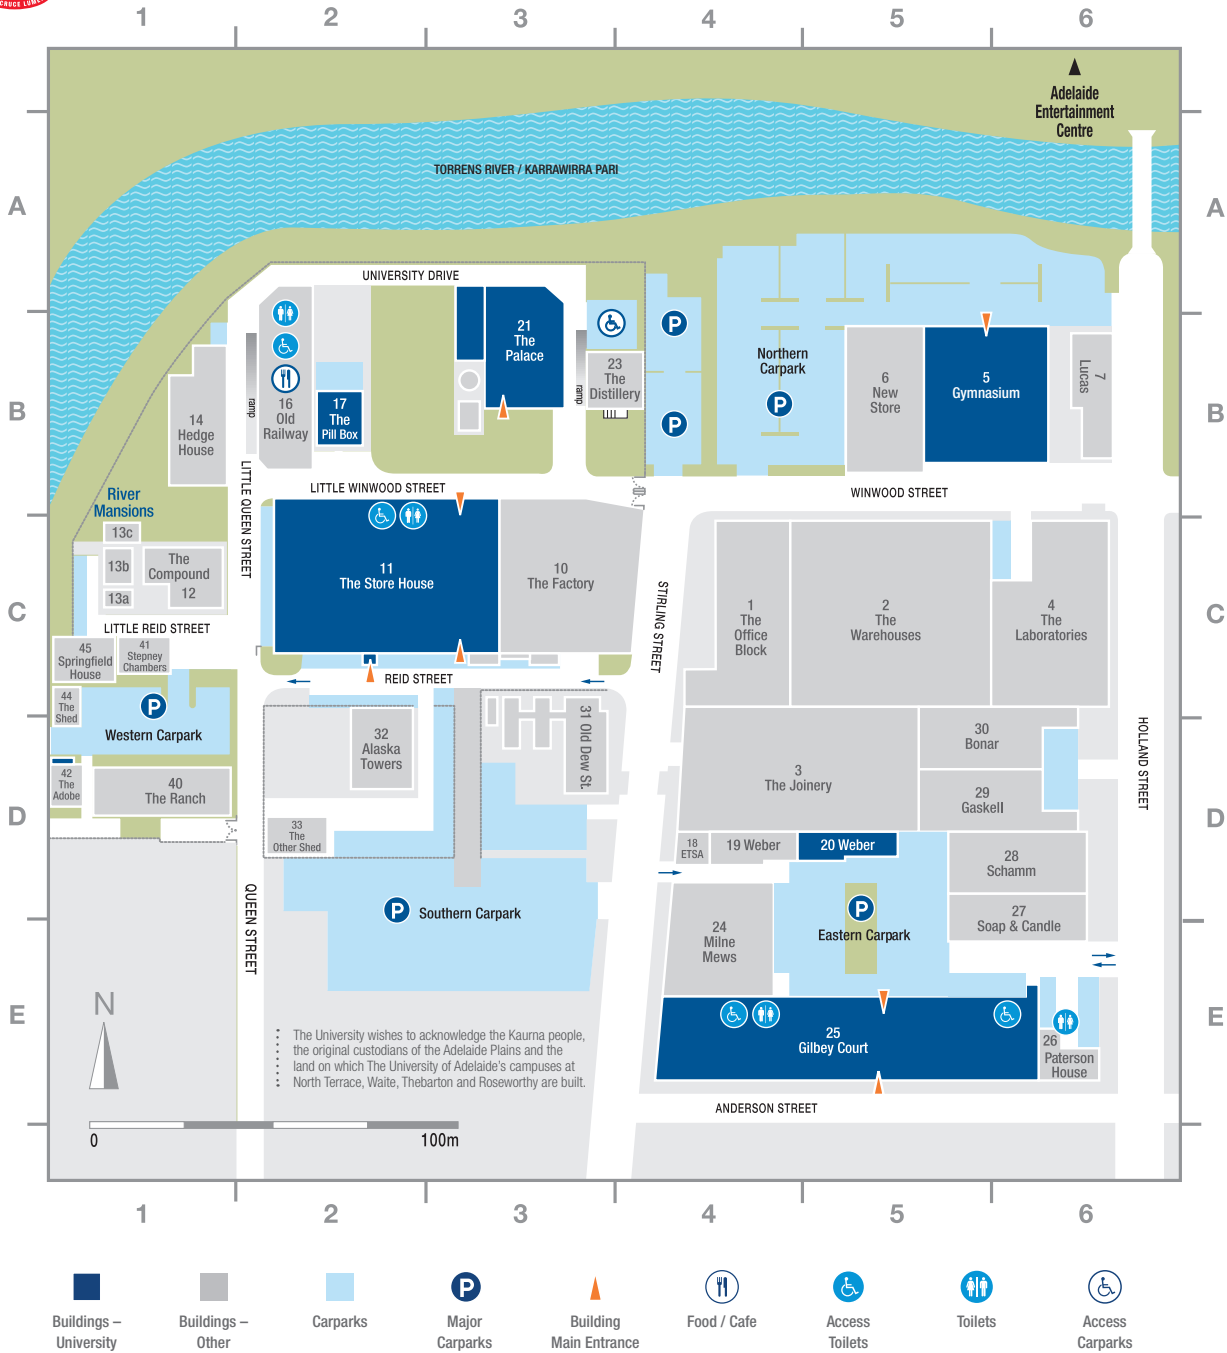 CRUCE LUMEN
1 2 3 4 5 6
Adelaide
Entertainment
Centre
TORRENS RIVER / KARRAWIRRA PARI
A
A
UNIVERSITY DRIVE
21
The
Palace
P
23
The
Distillery
ramp
Northern
Carpark
P
6
New
Store
5
Gymnasium
7
Lucas
B
B
ramp
16
Old
Railway
17
The
Pill Box
14
Hedge
House
P
LITTLE WINWOOD STREET
WINWOOD STREET
LITTLE QUEEN STREET
River
Mansions
13c
13b
13a
The
Compound
12
11
The Store House
10
The Factory
STIRLING STREET
1
The
Office
Block
2
The
Warehouses
4
The
Laboratories
C
C
LITTLE REID STREET
45
Springfield
House
41
Stepney
Chambers
REID STREET
44
The
Shed
P
Western Carpark
42
The
Adobe
40
The Ranch
32
Alaska
Towers
31 Old Dew St.
33
The
Other Shed
3
The Joinery
30
Bonar
29
Gaskell
HOLLAND STREET
D
D
18
ETSA
19 Weber
20 Weber
28
Schamm
27
Soap & Candle
QUEEN STREET
P
Southern Carpark
24
Milne
Mews
P
Eastern Carpark
E
E
N
The University wishes to acknowledge the Kaurna people,
the original custodians of the Adelaide Plains and the
land on which The University of Adelaide's campuses at
North Terrace, Waite, Thebarton and Roseworthy are built.
25
Gilbey Court
26
Paterson
House
ANDERSON STREET
0 100m
1 2 3 4 5 6
P
Buildings –
University
Buildings –
Other
Carparks
Major
Carparks
Building
Main Entrance
Food / Cafe
Access
Toilets
Toilets
Access
Carparks